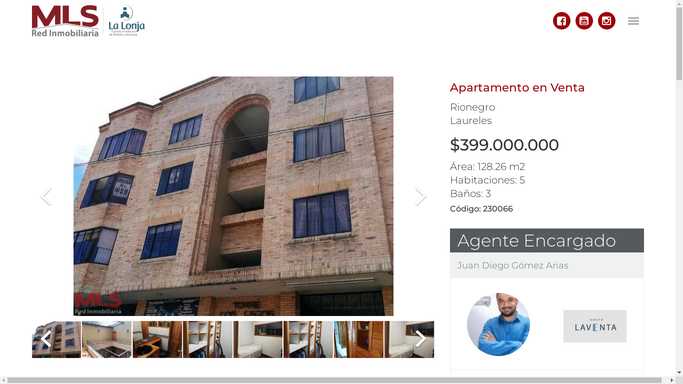 MLS
Red Inmobiliaria
La Lonja
Apartamento en Venta
Rionegro
Laureles
$399.000.000
Área: 128.26 m2
Habitaciones: 5
Baños: 3
Código: 230066
Agente Encargado
Juan Diego Gómez Arias
MLS
Red Inmobiliaria
LAVENTA